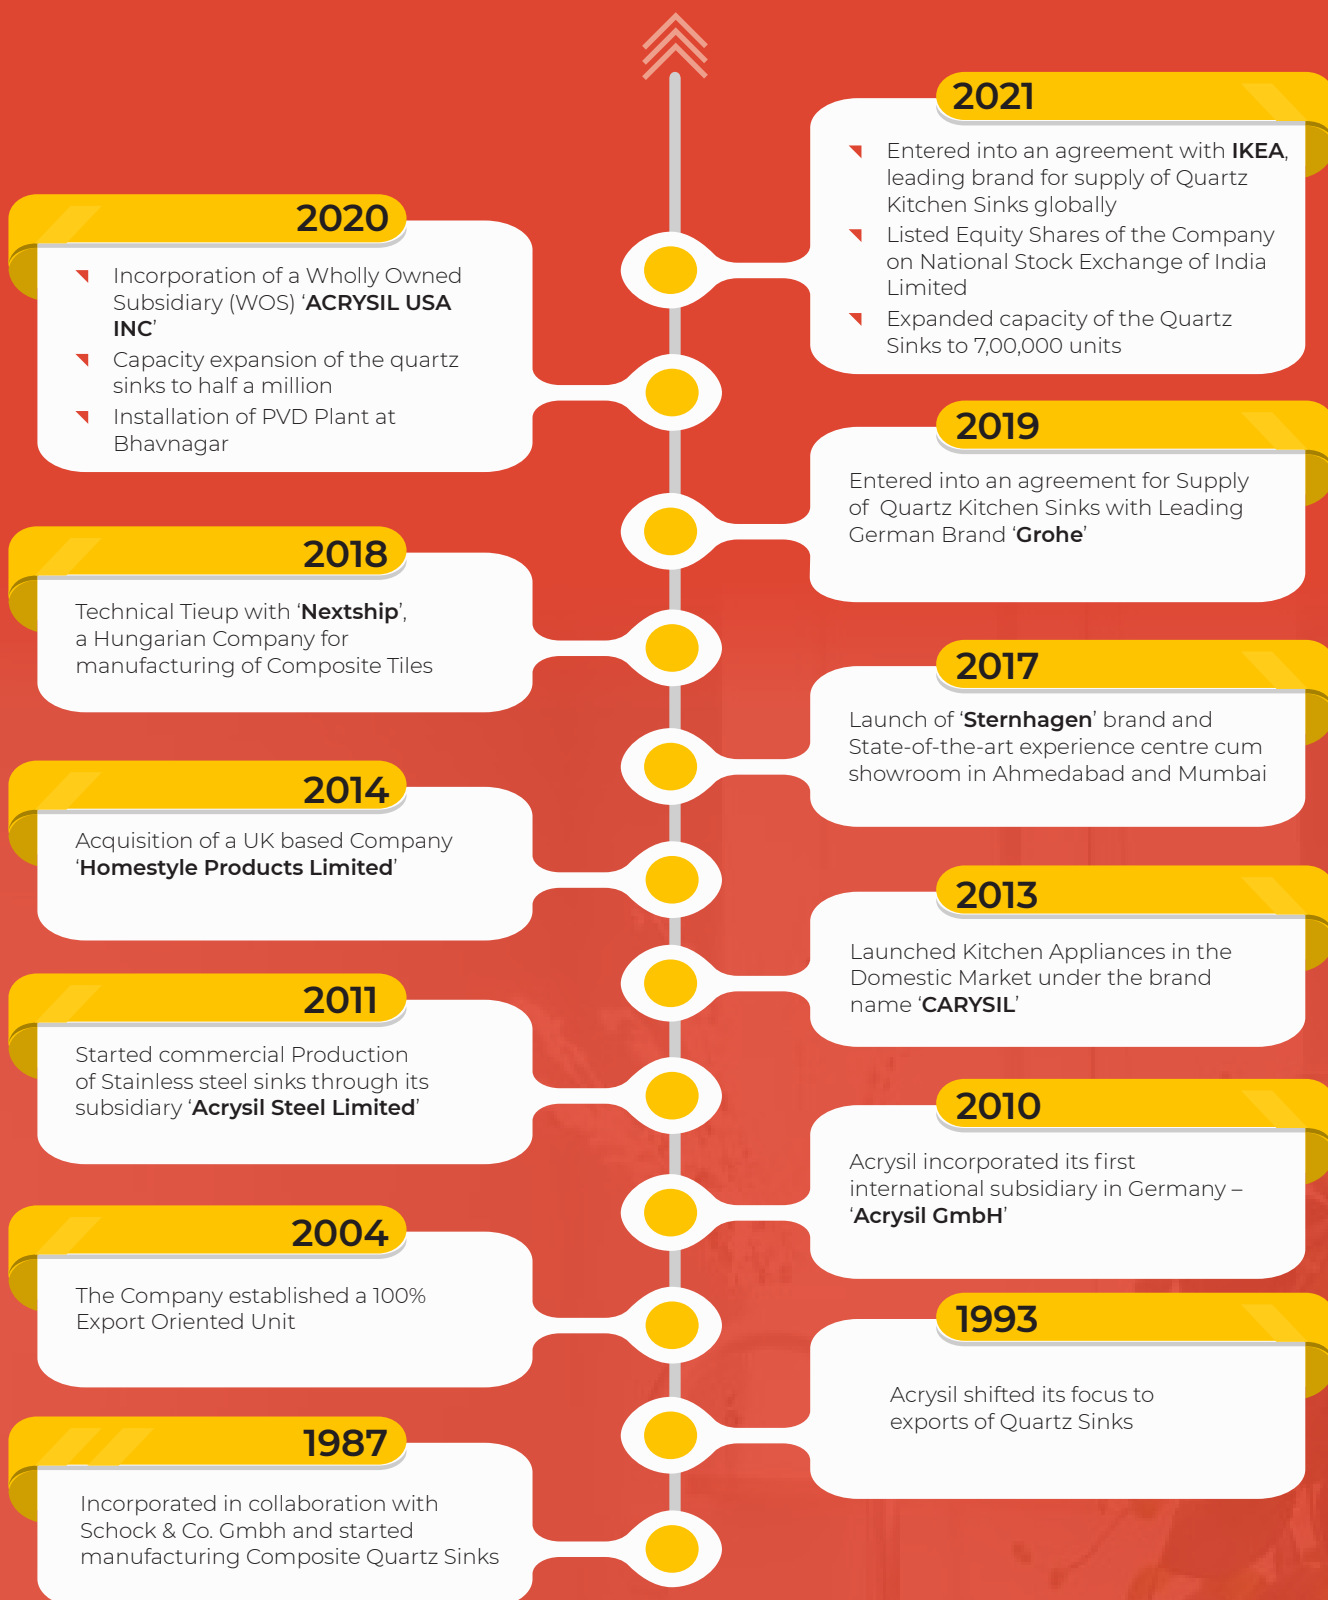 2021
Entered into an agreement with IKEA,
leading brand for supply of Quartz
Kitchen Sinks globally
Listed Equity Shares of the Company
on National Stock Exchange of India
Limited
Expanded capacity of the Quartz
Sinks to 7,00,000 units
2020
Incorporation of a Wholly Owned
Subsidiary (WOS) ‘ACRYSIL USA
INC’
Capacity expansion of the quartz
sinks to half a million
Installation of PVD Plant at
Bhavnagar
2019
Entered into an agreement for Supply
of Quartz Kitchen Sinks with Leading
German Brand ‘Grohe’
2018
Technical Tieup with ‘Nextship’,
a Hungarian Company for
manufacturing of Composite Tiles
2017
Launch of ‘Sternhagen’ brand and
State-of-the-art experience centre cum
showroom in Ahmedabad and Mumbai
2014
Acquisition of a UK based Company
‘Homestyle Products Limited’
2013
Launched Kitchen Appliances in the
Domestic Market under the brand
name ‘CARYSIL’
2011
Started commercial Production
of Stainless steel sinks through its
subsidiary ‘Acrysil Steel Limited’
2010
Acrysil incorporated its first
international subsidiary in Germany –
‘Acrysil GmbH’
2004
The Company established a 100%
Export Oriented Unit
1993
Acrysil shifted its focus to
exports of Quartz Sinks
1987
Incorporated in collaboration with
Schock & Co. Gmbh and started
manufacturing Composite Quartz Sinks